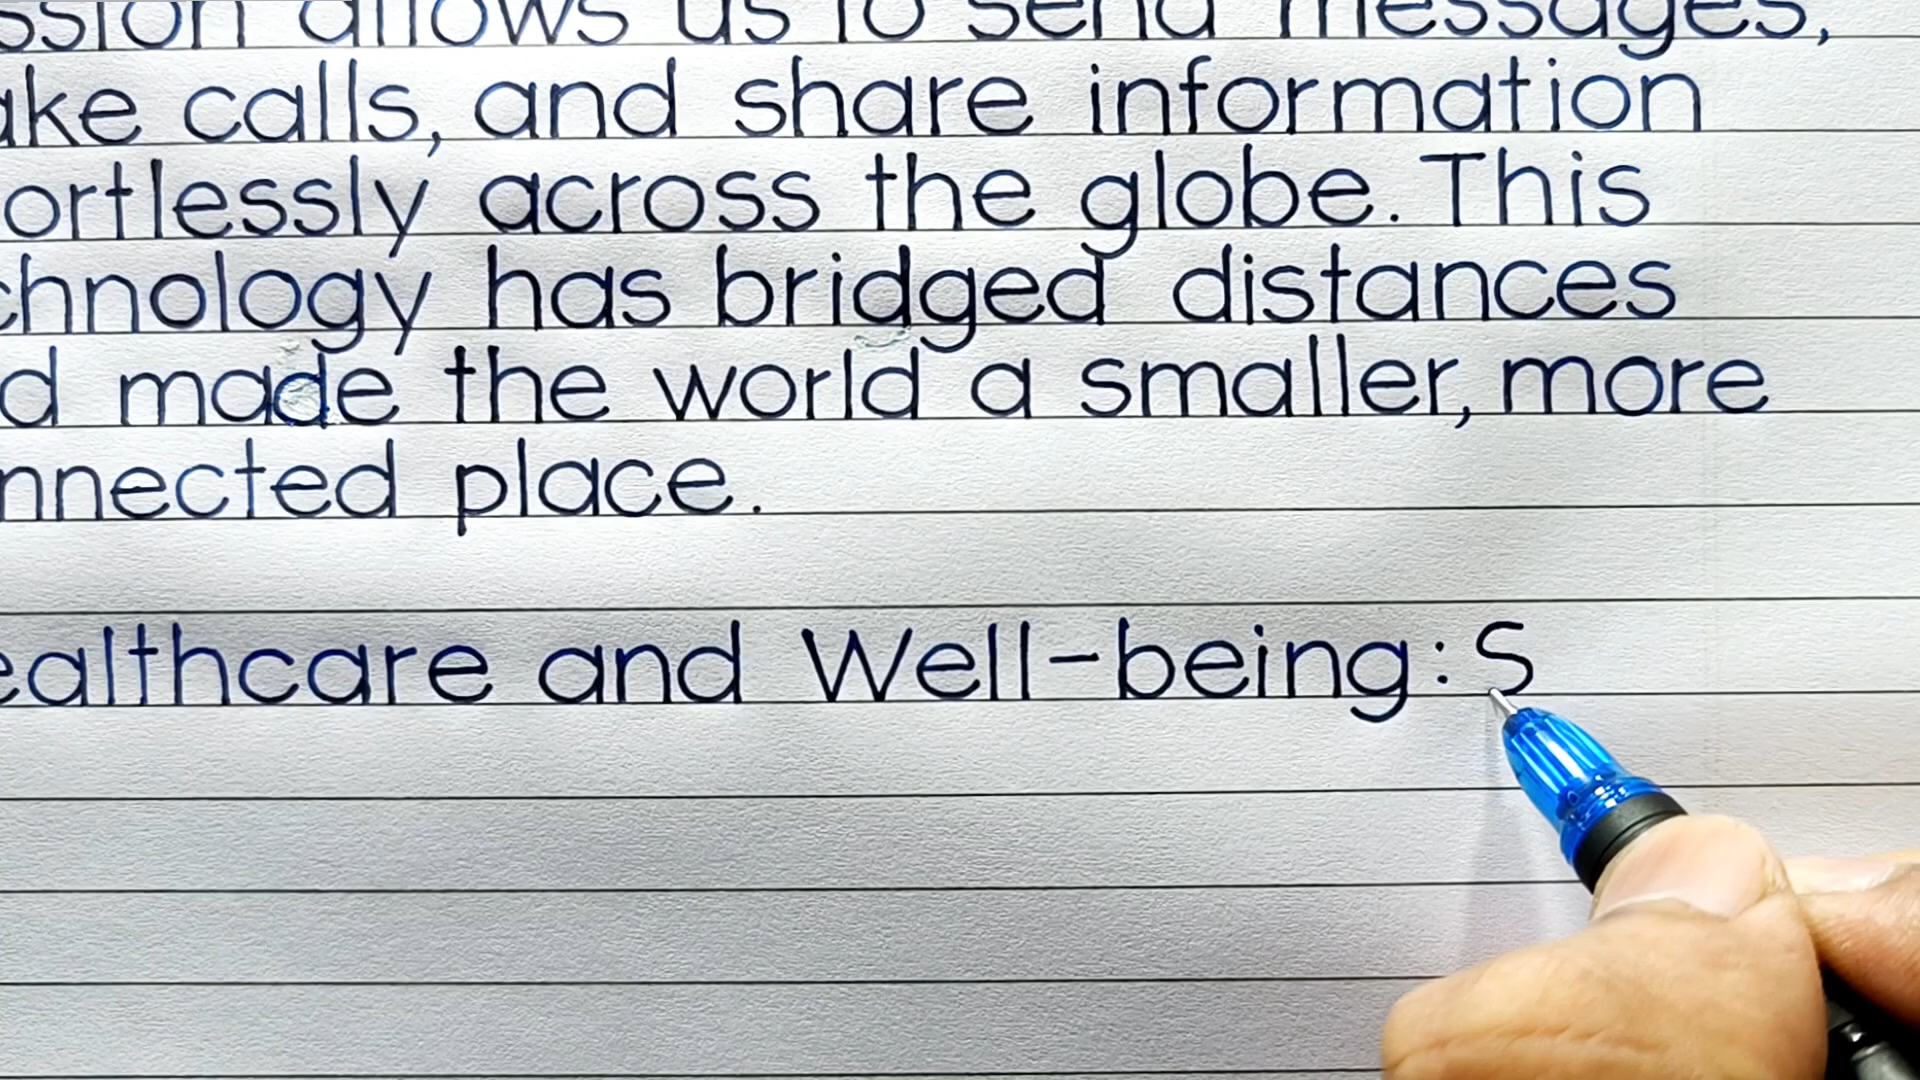 ssion allows us to send messages,
ake calls, and share information
ortlessly across the globe. This
chnology has bridged distances
d made the world a smaller, more
nnected place.
ealthcare and Well-being: S